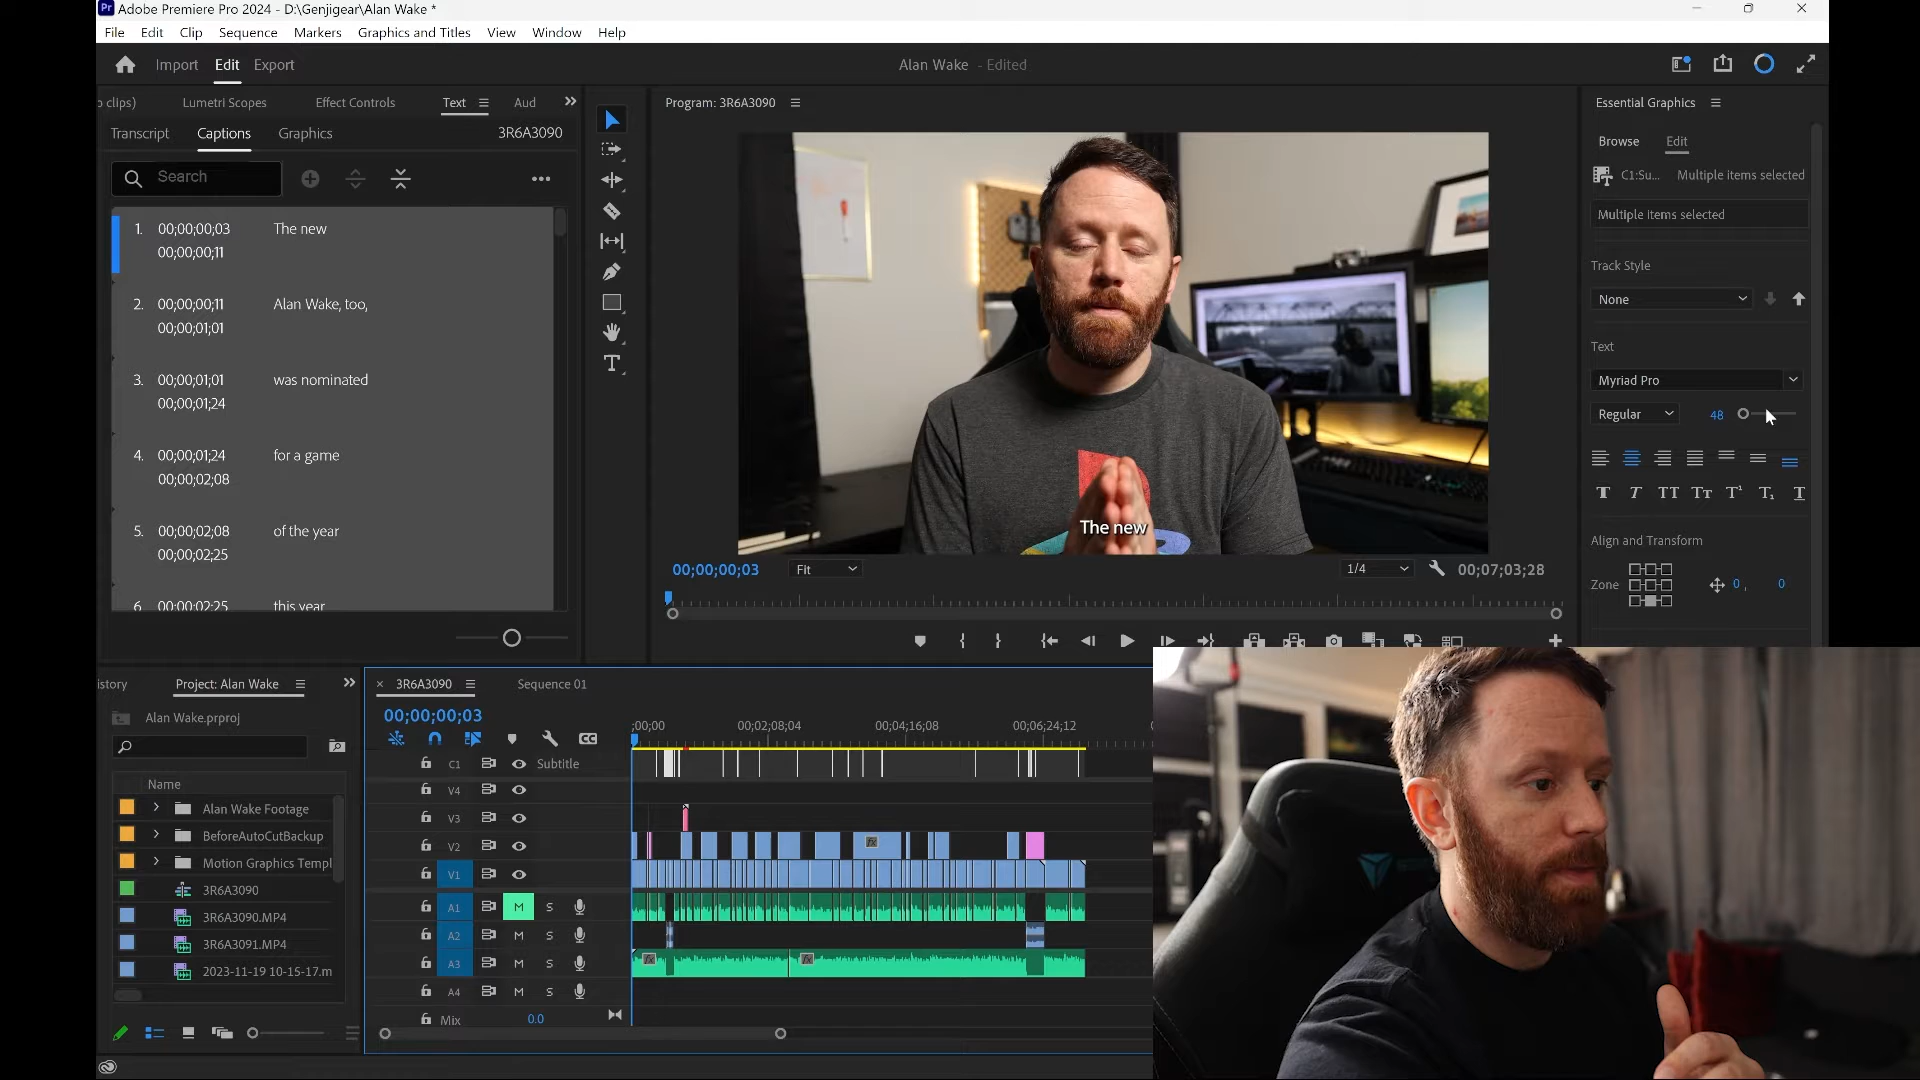 Pr Adobe Premiere Pro 2024 - D:\Genjigear\Alan Wake *
File Edit Clip Sequence Markers Graphics and Titles View Window Help
Import Edit Export
Alan Wake - Edited
o clips) Lumetri Scopes Effect Controls Text Aud
Transcript Captions Graphics 3R6A3090
Search
1. 00;00;00;03 The new
00;00;00;11
2. 00;00;00;11 Alan Wake, too,
00;00;01;01
3. 00;00;01;01 was nominated
00;00;01;24
4. 00;00;01;24 for a game
00;00;02;08
5. 00;00;02;08 of the year
00;00;02;25
6 00:00:02:25 this year
Program: 3R6A3090
The new
00;00;00;03 Fit 1/4 00;07;03;28
Essential Graphics
Browse Edit
C1:Su... Multiple items selected
Multiple items selected
Track Style
None
Text
Myriad Pro
Regular 48
Align and Transform
Zone 0, 0
istory Project: Alan Wake
Alan Wake.prproj
Name
Alan Wake Footage
BeforeAutoCutBackup
Motion Graphics Templ
3R6A3090
3R6A3090.MP4
3R6A3091.MP4
2023-11-19 10-15-17.m
× 3R6A3090 Sequence 01
00;00;00;03
;00;00 00;02;08;04 00;04;16;08 00;06;24;12
C1 Subtitle
V4
V3
V2 fx
V1
A1 M S
A2 M S
A3 M S fx fx
A4 M S
Mix 0.0